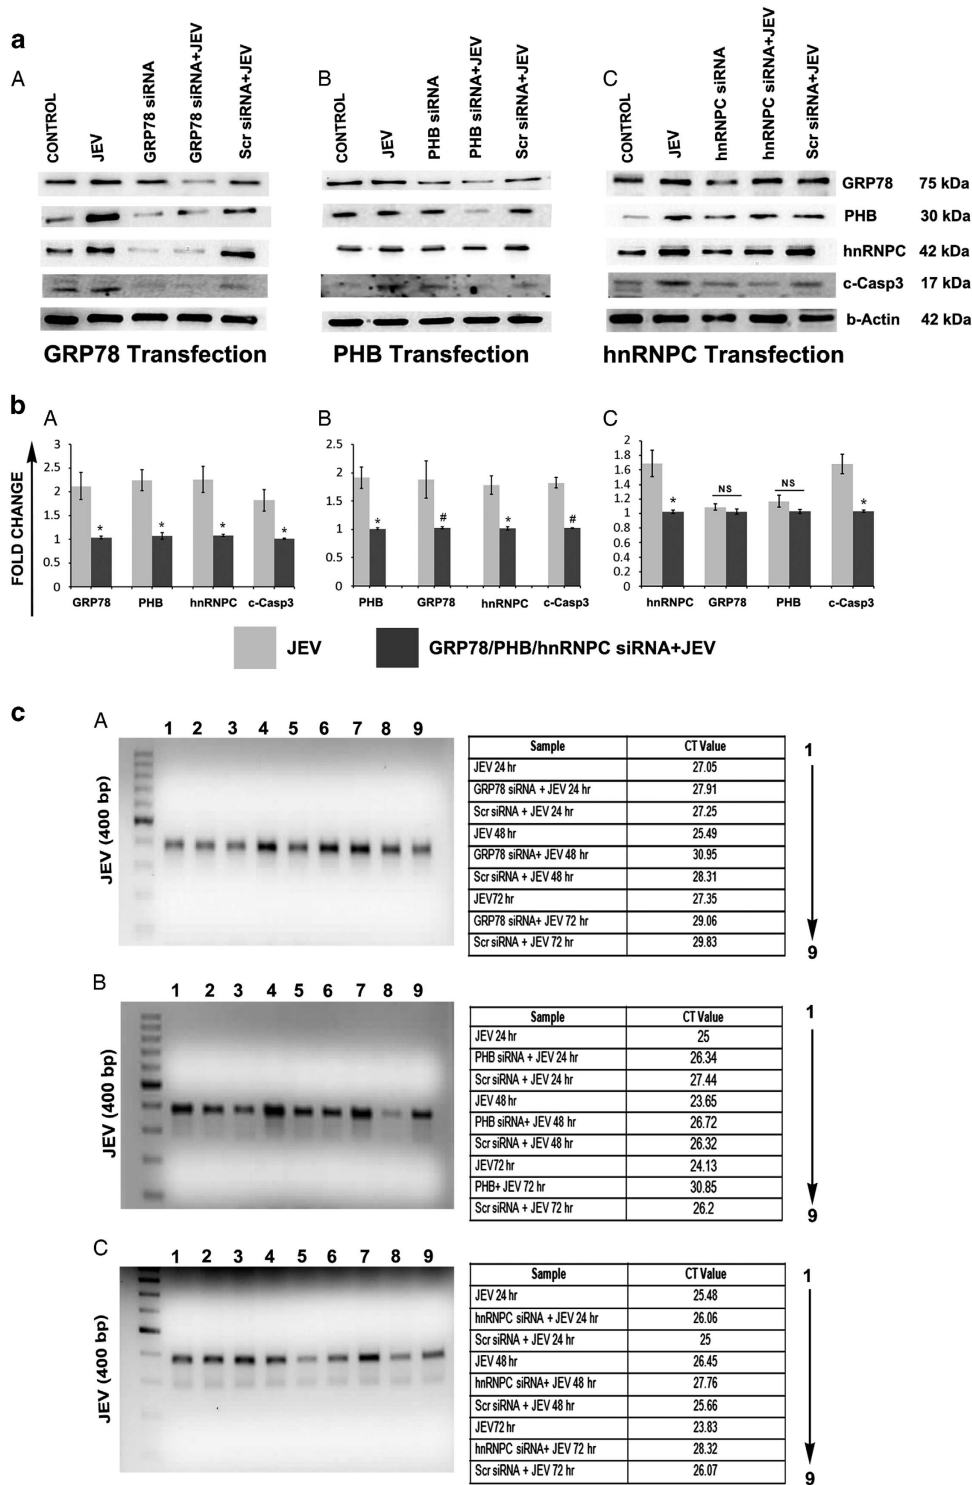 a
A
CONTROL
JEV
GRP78 siRNA
GRP78 siRNA+JEV
Scr siRNA+JEV
GRP78 Transfection
B
CONTROL
JEV
PHB siRNA
PHB siRNA+JEV
Scr siRNA+JEV
PHB Transfection
C
CONTROL
JEV
hnRNPC siRNA
hnRNPC siRNA+JEV
Scr siRNA+JEV
GRP78 75 kDa
PHB 30 kDa
hnRNPC 42 kDa
c-Casp3 17 kDa
b-Actin 42 kDa
hnRNPC Transfection
b
FOLD CHANGE
A
3
2.5
2
1.5
1
0.5
0
* * * *
GRP78 PHB hnRNPC c-Casp3
B
2.5
2
1.5
1
0.5
0
* # * #
PHB GRP78 hnRNPC c-Casp3
C
2
1.8
1.6
1.4
1.2
1
0.8
0.6
0.4
0.2
0
* NS NS *
hnRNPC GRP78 PHB c-Casp3
JEV
GRP78/PHB/hnRNPC siRNA+JEV
c
A
1 2 3 4 5 6 7 8 9
JEV (400 bp)
Sample CT Value
JEV 24 hr 27.05
GRP78 siRNA + JEV 24 hr 27.91
Scr siRNA + JEV 24 hr 27.25
JEV 48 hr 25.49
GRP78 siRNA+ JEV 48 hr 30.95
Scr siRNA + JEV 48 hr 28.31
JEV72 hr 27.35
GRP78 siRNA+ JEV 72 hr 29.06
Scr siRNA + JEV 72 hr 29.83
1
9
B
1 2 3 4 5 6 7 8 9
JEV (400 bp)
Sample CT Value
JEV 24 hr 25
PHB siRNA + JEV 24 hr 26.34
Scr siRNA + JEV 24 hr 27.44
JEV 48 hr 23.65
PHB siRNA+ JEV 48 hr 26.72
Scr siRNA + JEV 48 hr 26.32
JEV72 hr 24.13
PHB+ JEV 72 hr 30.85
Scr siRNA + JEV 72 hr 26.2
1
9
C
1 2 3 4 5 6 7 8 9
JEV (400 bp)
Sample CT Value
JEV 24 hr 25.48
hnRNPC siRNA + JEV 24 hr 26.06
Scr siRNA + JEV 24 hr 25
JEV 48 hr 26.45
hnRNPC siRNA+ JEV 48 hr 27.76
Scr siRNA + JEV 48 hr 25.66
JEV72 hr 23.83
hnRNPC siRNA+ JEV 72 hr 28.32
Scr siRNA + JEV 72 hr 26.07
1
9